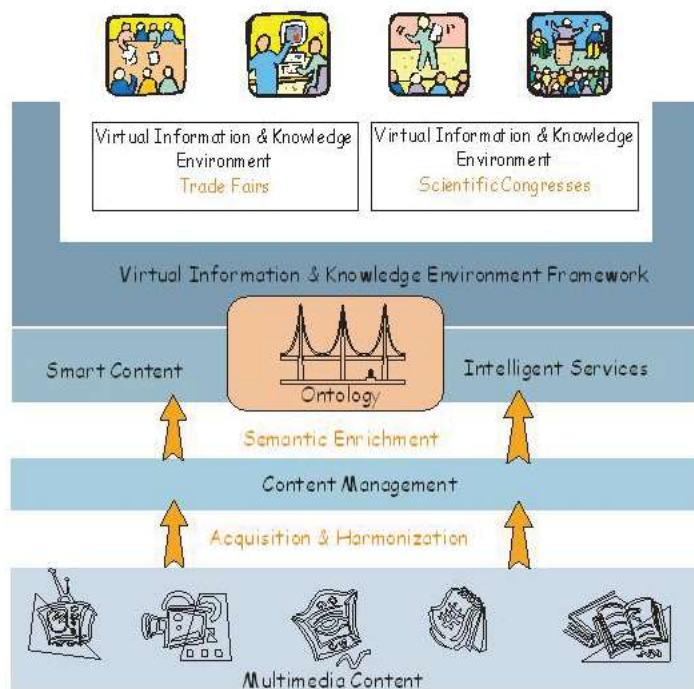 Virtual Information & Knowledge
Environment
Trade Fairs
Virtual Information & Knowledge
Environment
Scientific Congresses
Virtual Information & Knowledge Environment Framework
Smart Content
Ontology
Intelligent Services
Semantic Enrichment
Content Management
Acquisition & Harmonization
Multimedia Content